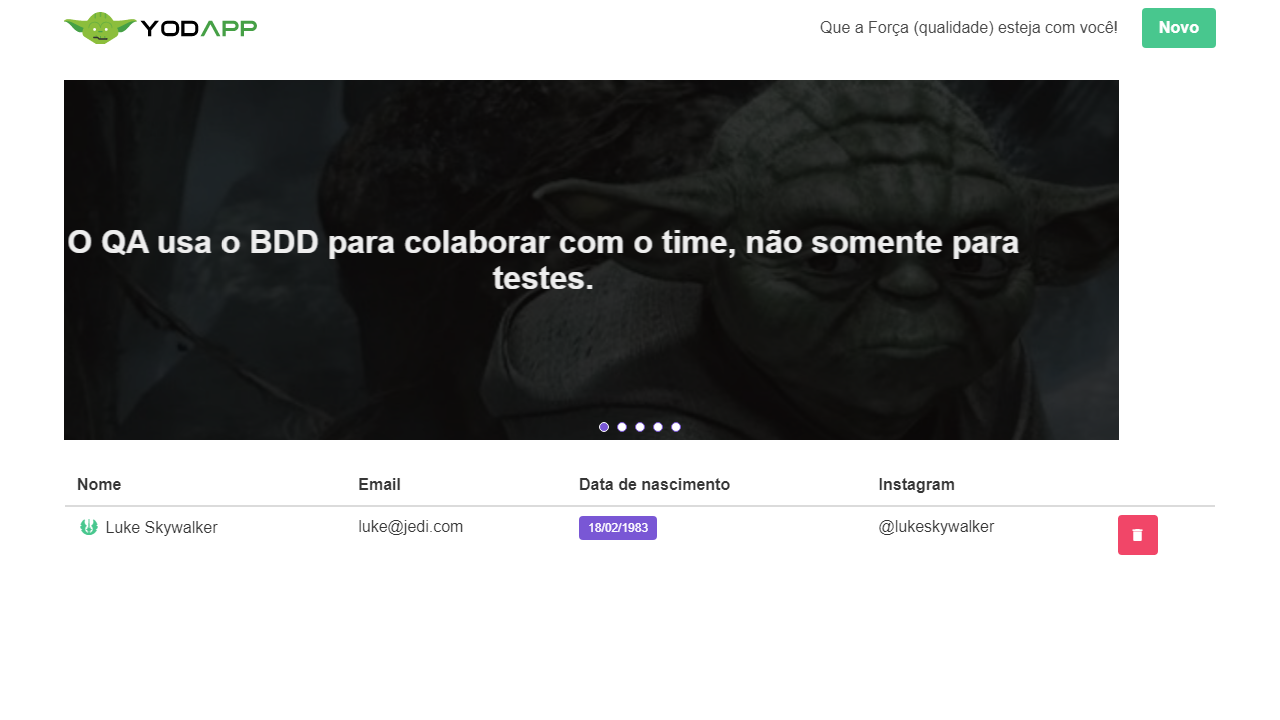 YODAPP
Que a Força (qualidade) esteja com você!
Novo
O QA usa o BDD para colaborar com o time, não somente para
testes.
Nome Email Data de nascimento Instagram
Luke Skywalker luke@jedi.com 18/02/1983 @lukeskywalker